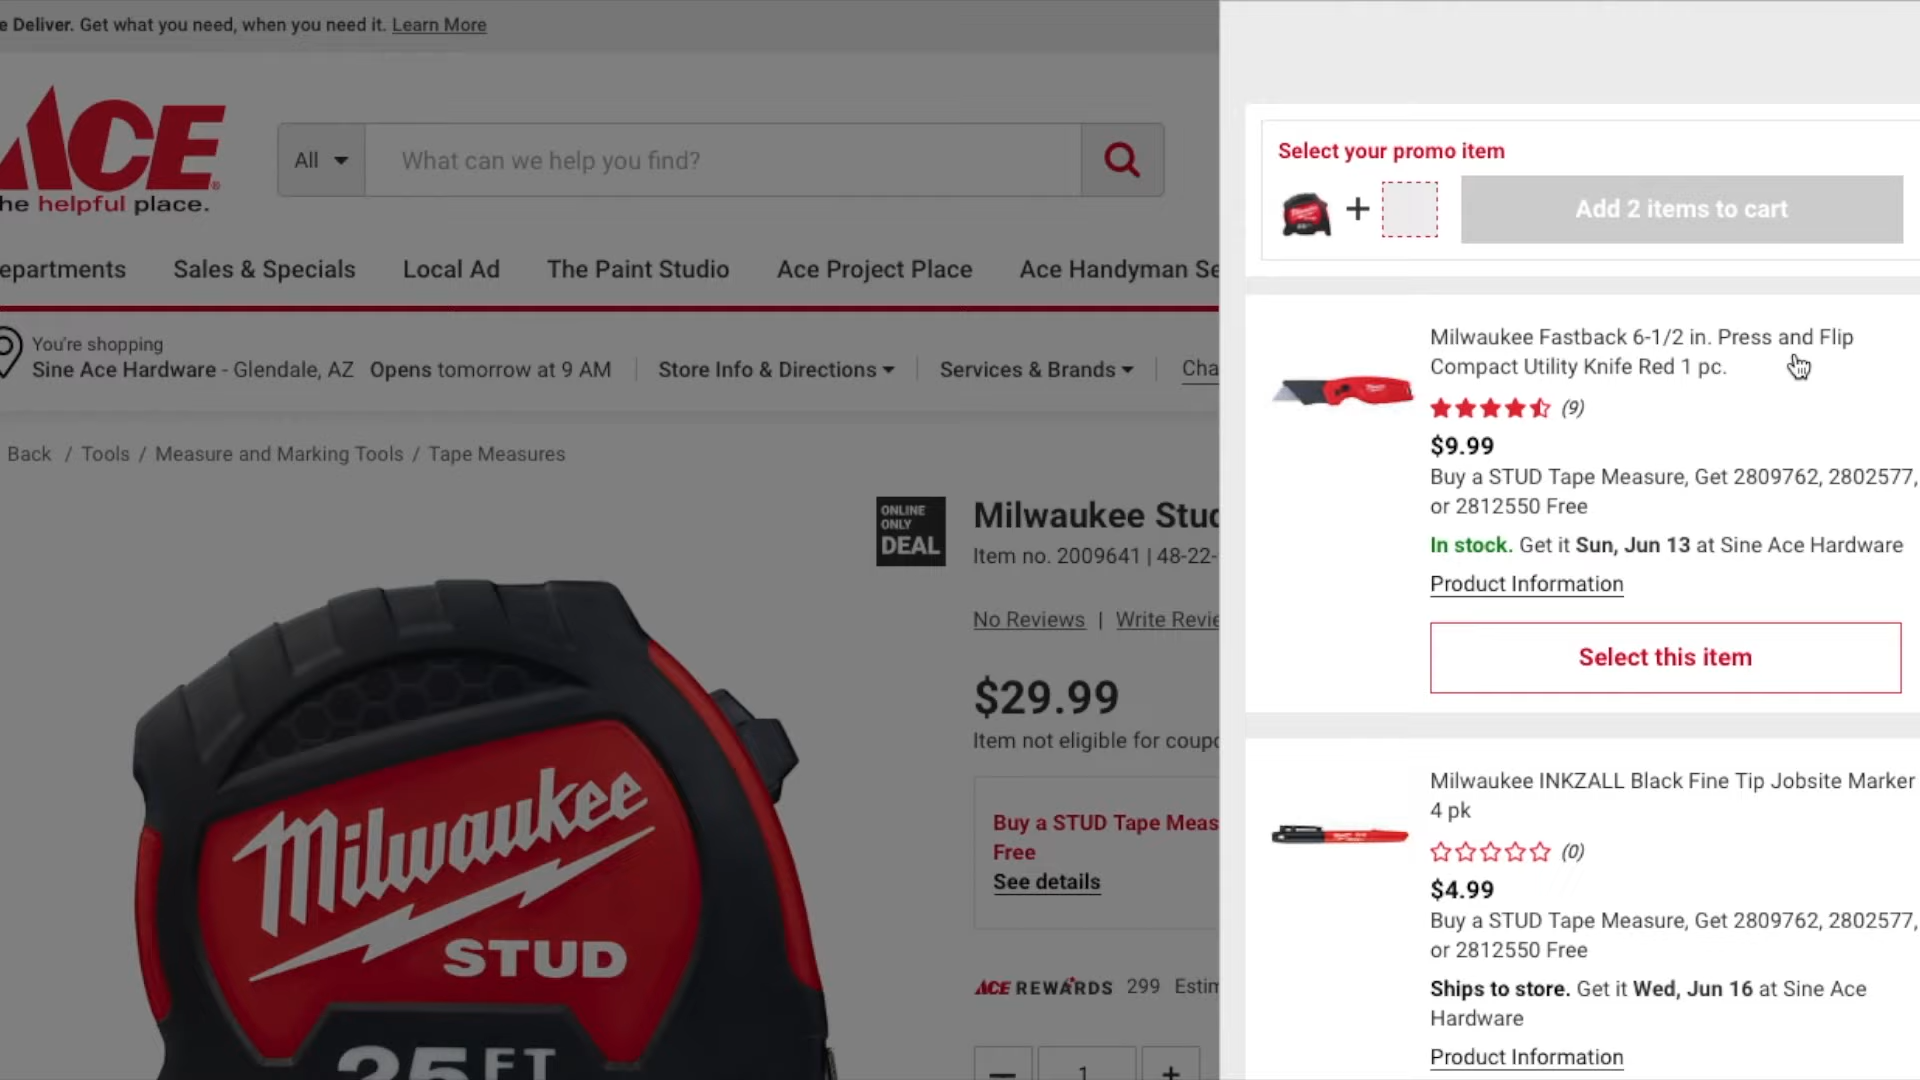 e Deliver. Get what you need, when you need it. Learn More
ACE
he helpful place.
All
What can we help you find?
epartments
Sales & Specials
Local Ad
The Paint Studio
Ace Project Place
Ace Handyman Se
You're shopping
Sine Ace Hardware - Glendale, AZ Opens tomorrow at 9 AM
Store Info & Directions
Services & Brands
Cha
Back / Tools / Measure and Marking Tools / Tape Measures
ONLINE
ONLY
DEAL
Milwaukee Stud
Item no. 2009641 | 48-22-
No Reviews | Write Revie
$29.99
Item not eligible for coupo
Buy a STUD Tape Meas
Free
See details
ACE REWARDS 299 Estim
— 1 +
Milwaukee
STUD
25FT
Select your promo item
+
Add 2 items to cart
Milwaukee Fastback 6-1/2 in. Press and Flip
Compact Utility Knife Red 1 pc.
(9)
$9.99
Buy a STUD Tape Measure, Get 2809762, 2802577,
or 2812550 Free
In stock. Get it Sun, Jun 13 at Sine Ace Hardware
Product Information
Select this item
Milwaukee INKZALL Black Fine Tip Jobsite Marker
4 pk
(0)
$4.99
Buy a STUD Tape Measure, Get 2809762, 2802577,
or 2812550 Free
Ships to store. Get it Wed, Jun 16 at Sine Ace
Hardware
Product Information